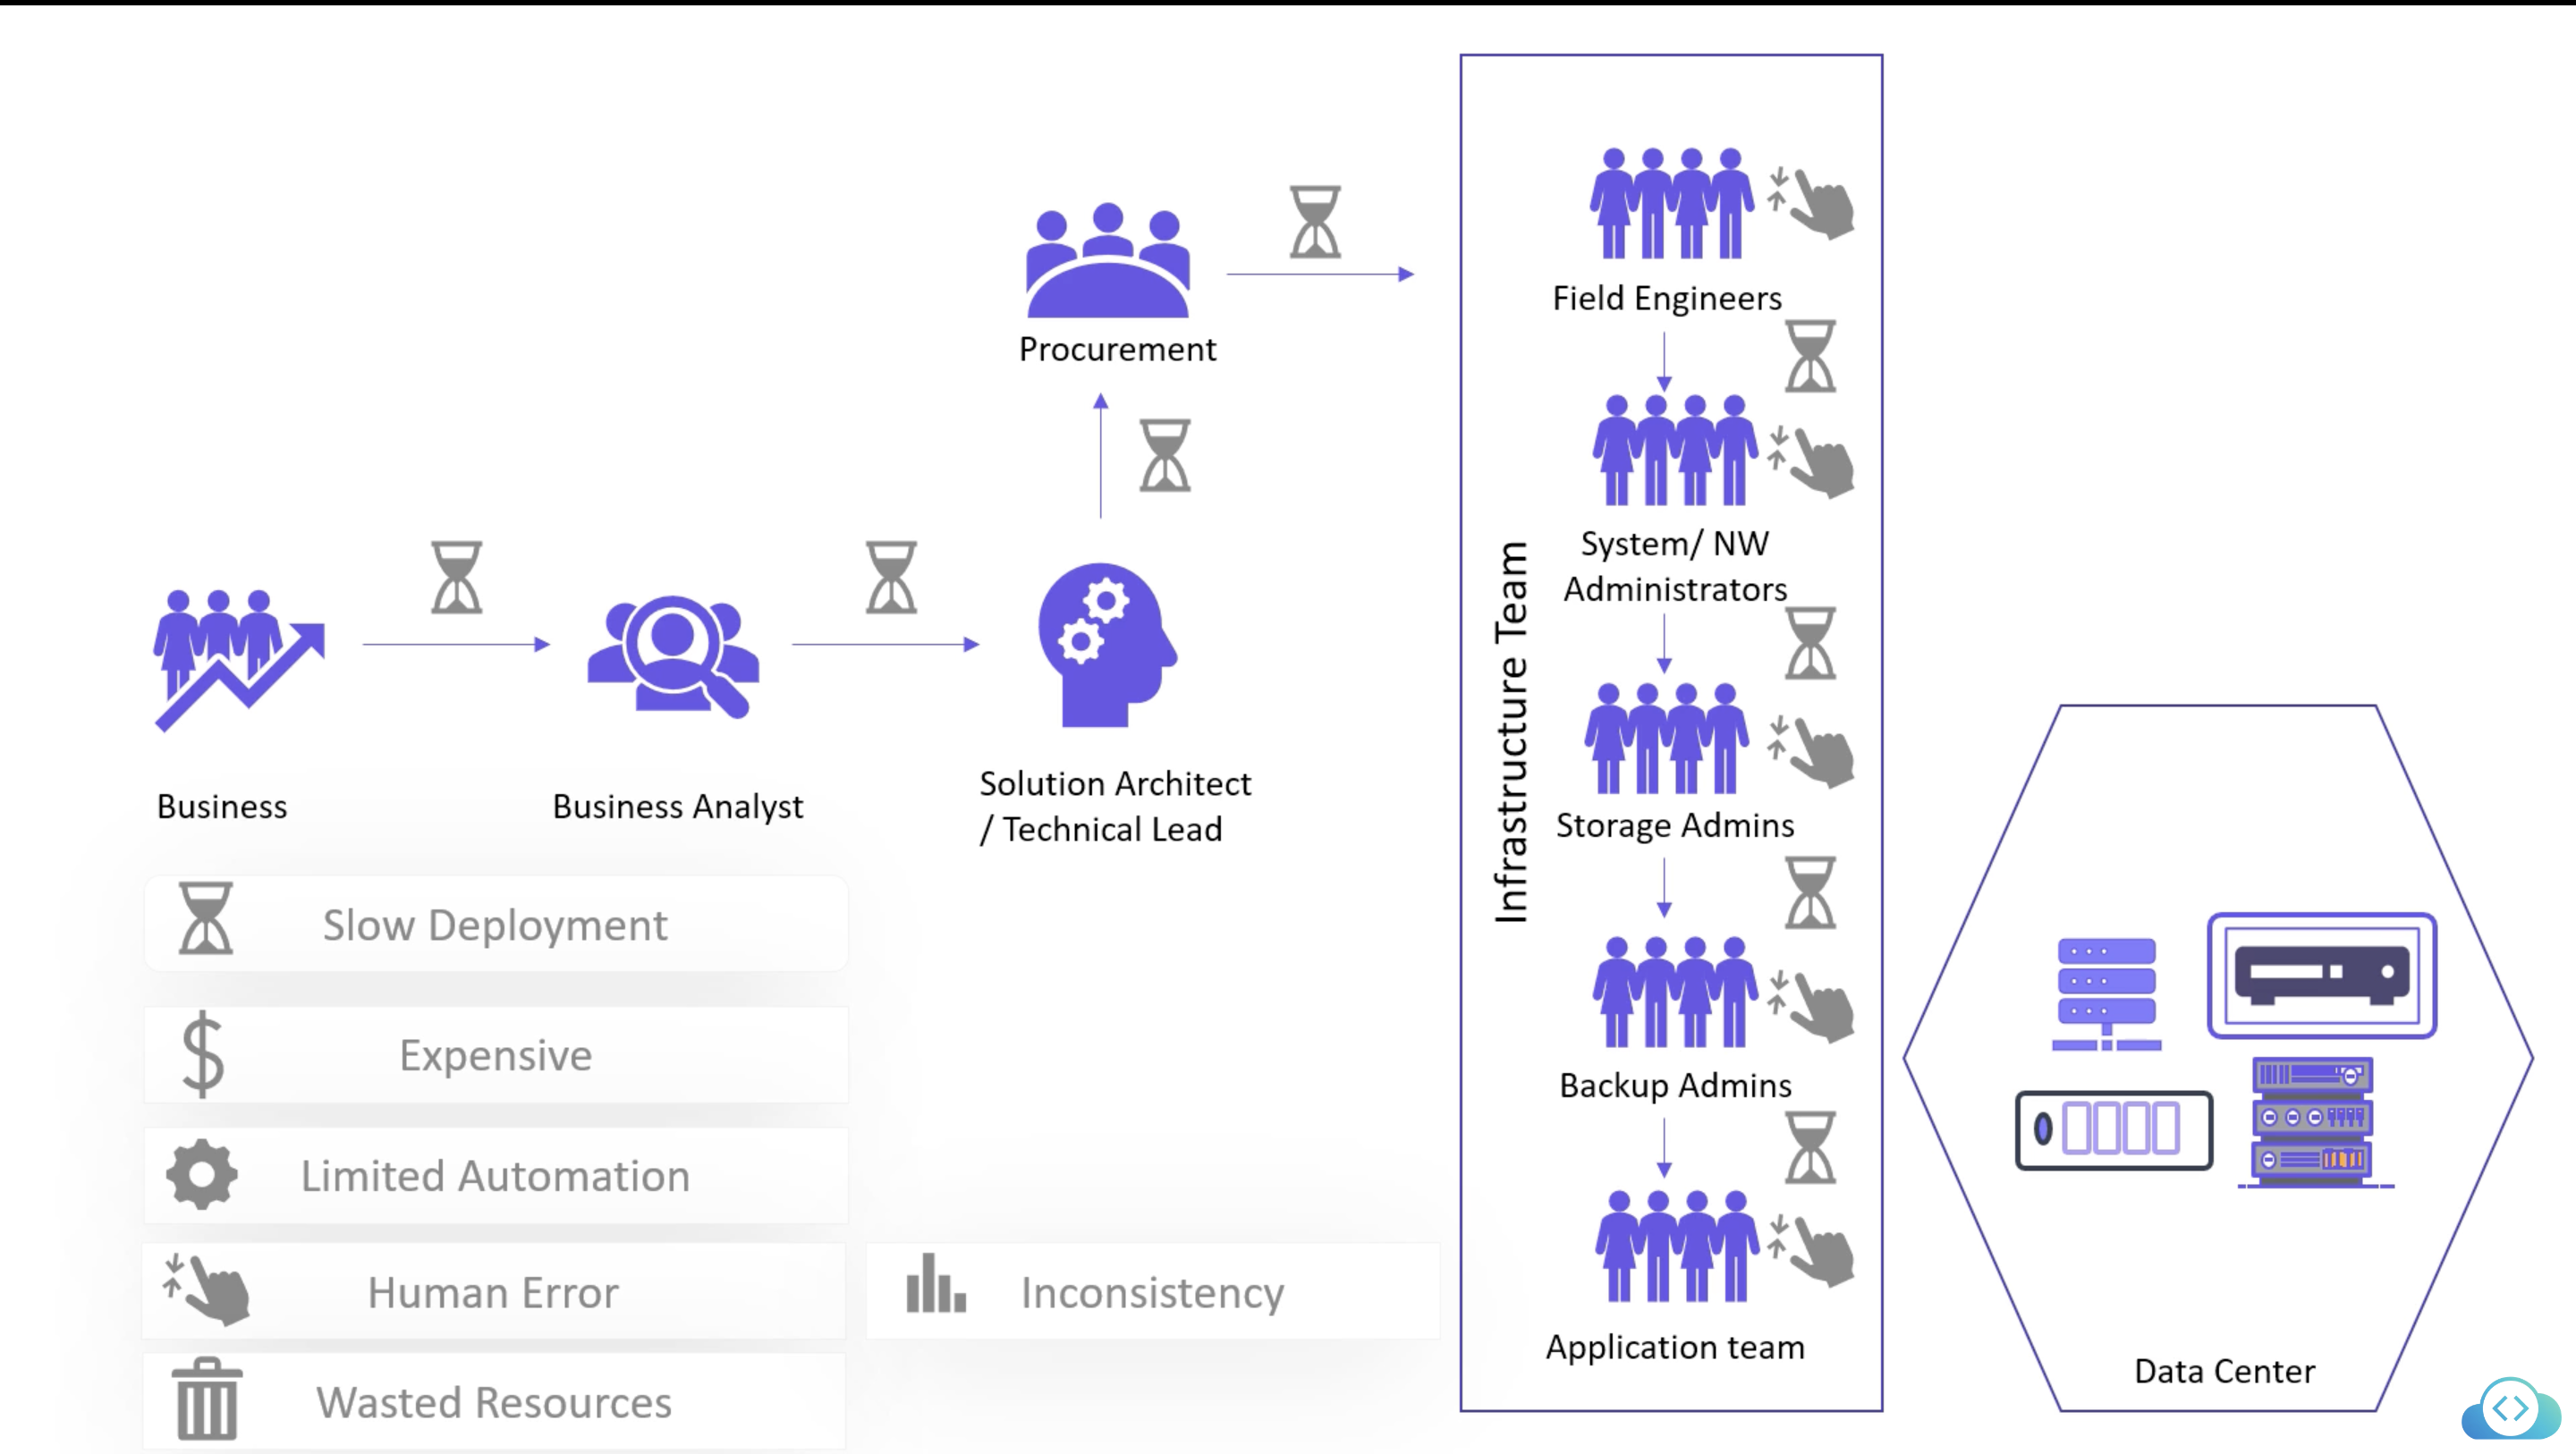 Procurement
Business
Business Analyst
Solution Architect
/ Technical Lead
Infrastructure Team
Field Engineers
System/ NW
Administrators
Storage Admins
Backup Admins
Application team
Slow Deployment
Expensive
Limited Automation
Human Error
Inconsistency
Wasted Resources
Data Center